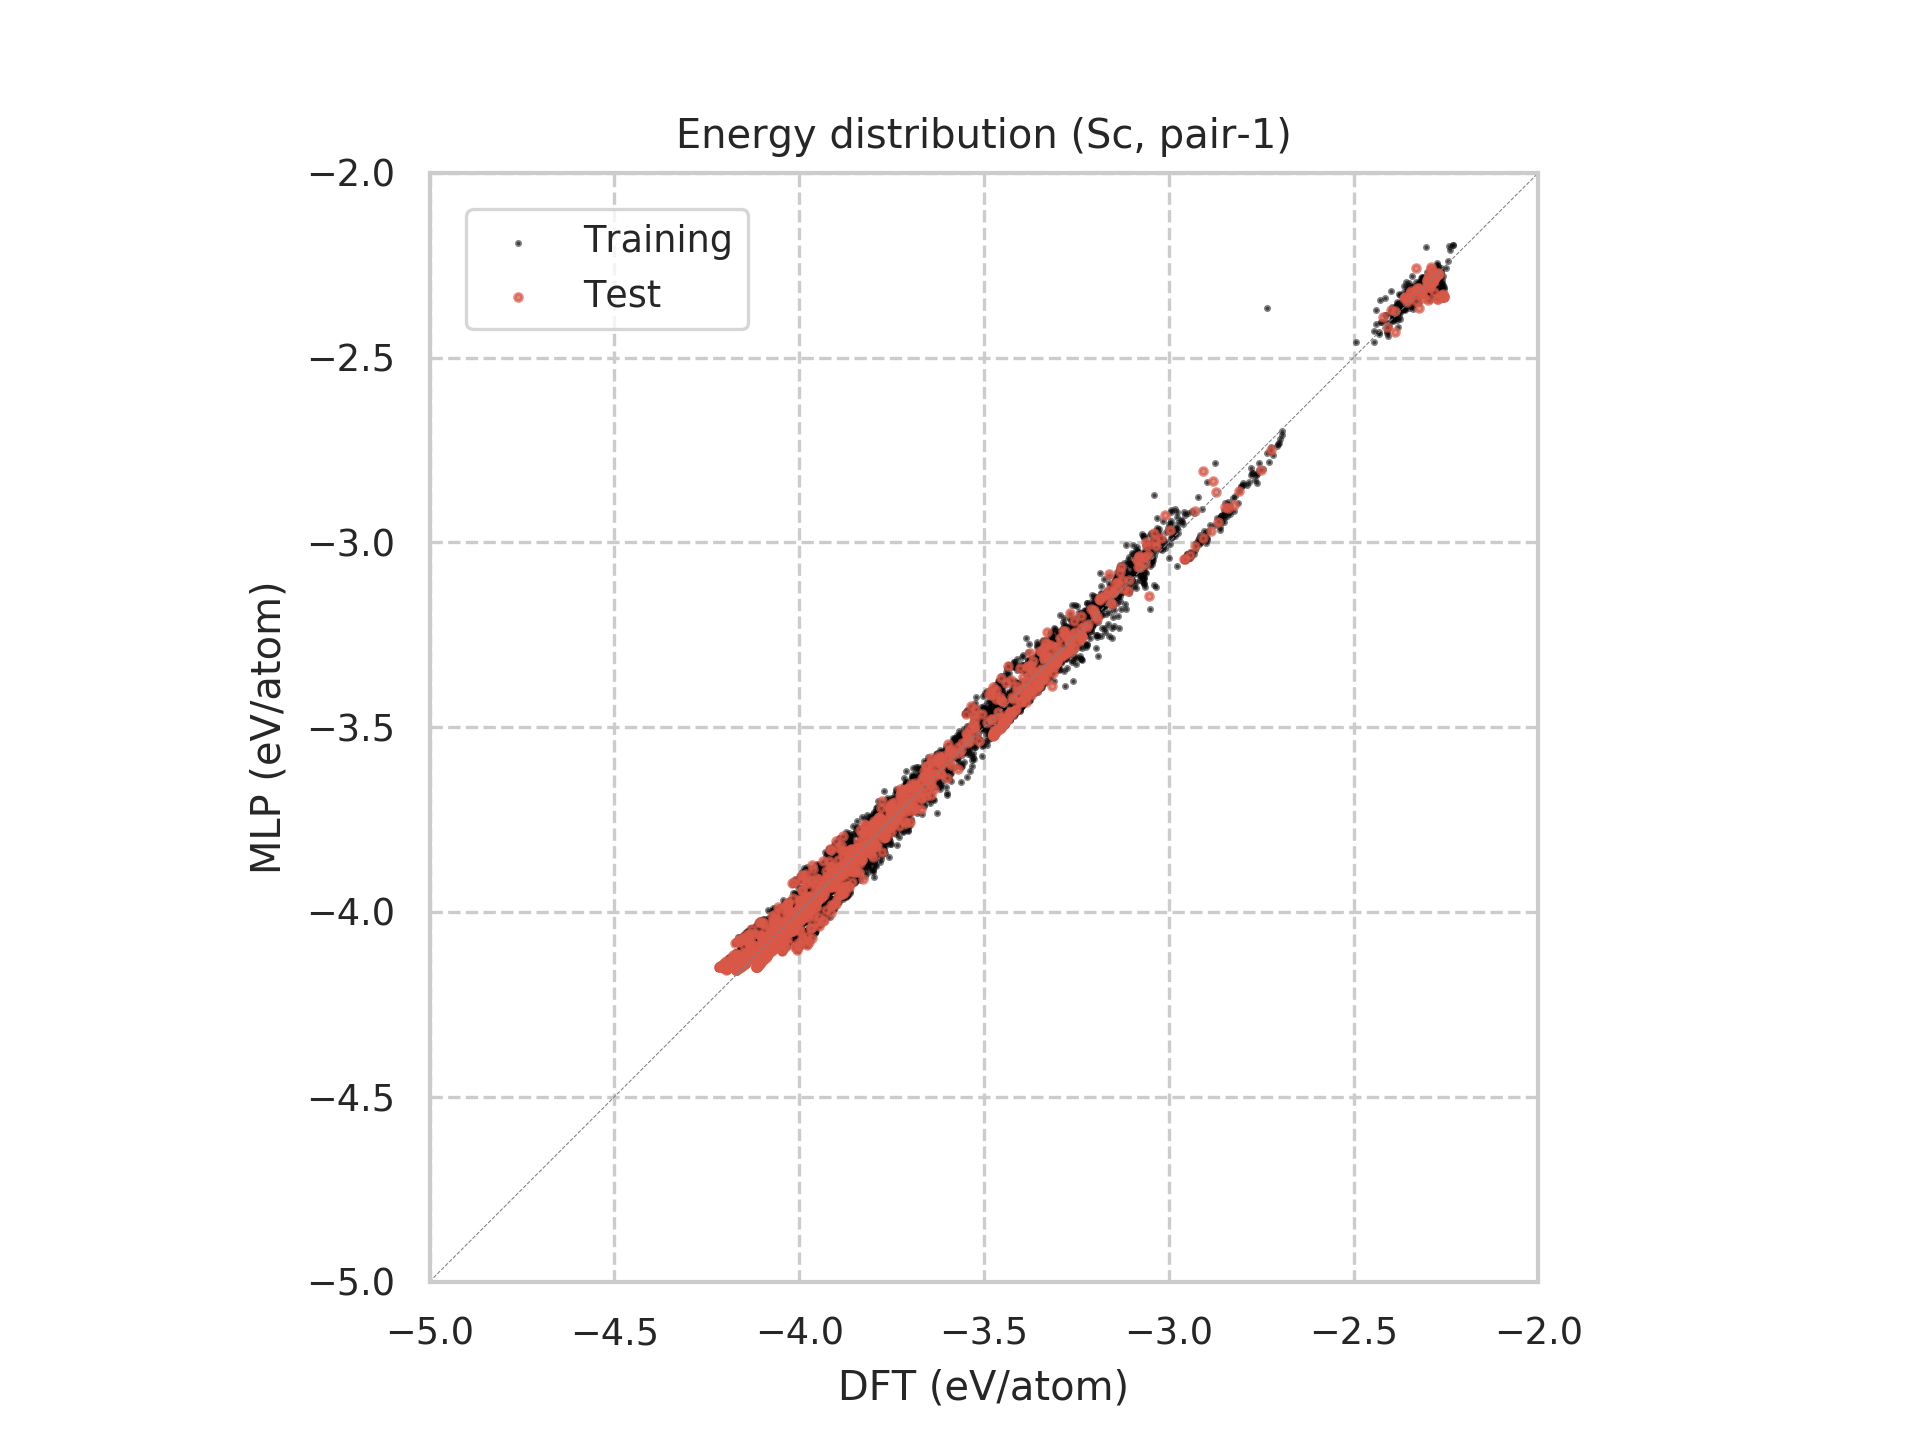 Energy distribution (Sc, pair-1)
−2.0
−2.5
−3.0
−3.5
−4.0
−4.5
−5.0
MLP (eV/atom)
Training
Test
−5.0 −4.5 −4.0 −3.5 −3.0 −2.5 −2.0
DFT (eV/atom)